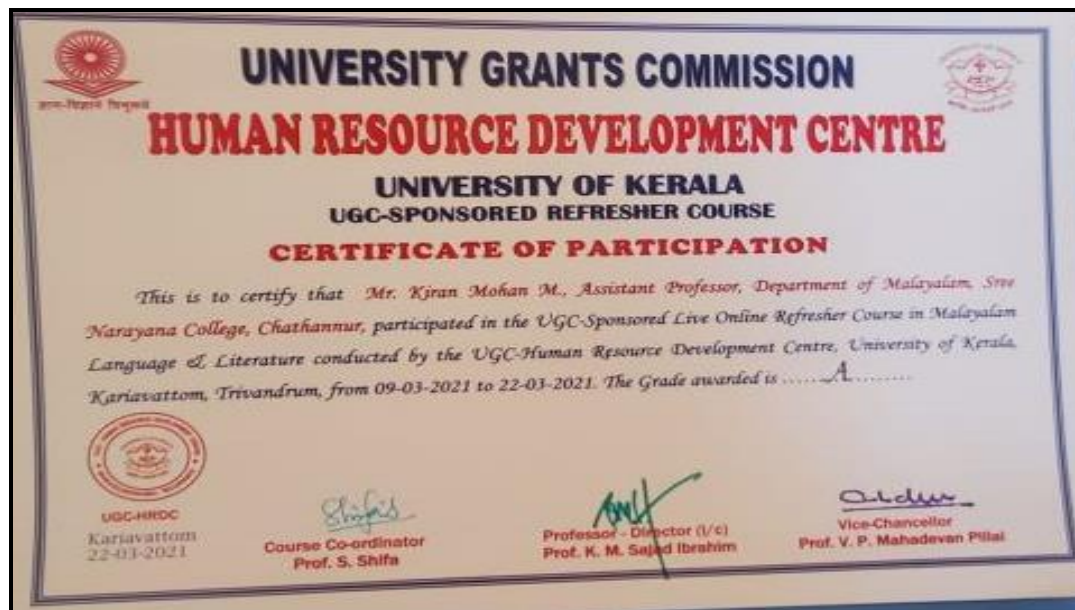 ज्ञान-विज्ञानं विमुक्तये
UNIVERSITY GRANTS COMMISSION
HUMAN RESOURCE DEVELOPMENT CENTRE
UNIVERSITY OF KERALA
UGC-SPONSORED REFRESHER COURSE
CERTIFICATE OF PARTICIPATION
This is to certify that Mr. Kiran Mohan M., Assistant Professor, Department of Malayalam, Sree
Narayana College, Chathannur, participated in the UGC-Sponsored Live Online Refresher Course in Malayalam
Language & Literature conducted by the UGC-Human Resource Development Centre, University of Kerala,
Kariavattom, Trivandrum, from 09-03-2021 to 22-03-2021. The Grade awarded is ......A.........
UGC-HRDC
Kariavattom
22-03-2021
Shifa S
Course Co-ordinator
Prof. S. Shifa
Professor - Director (i/c)
Prof. K. M. Sajad Ibrahim
Vice-Chancellor
Prof. V. P. Mahadevan Pillai